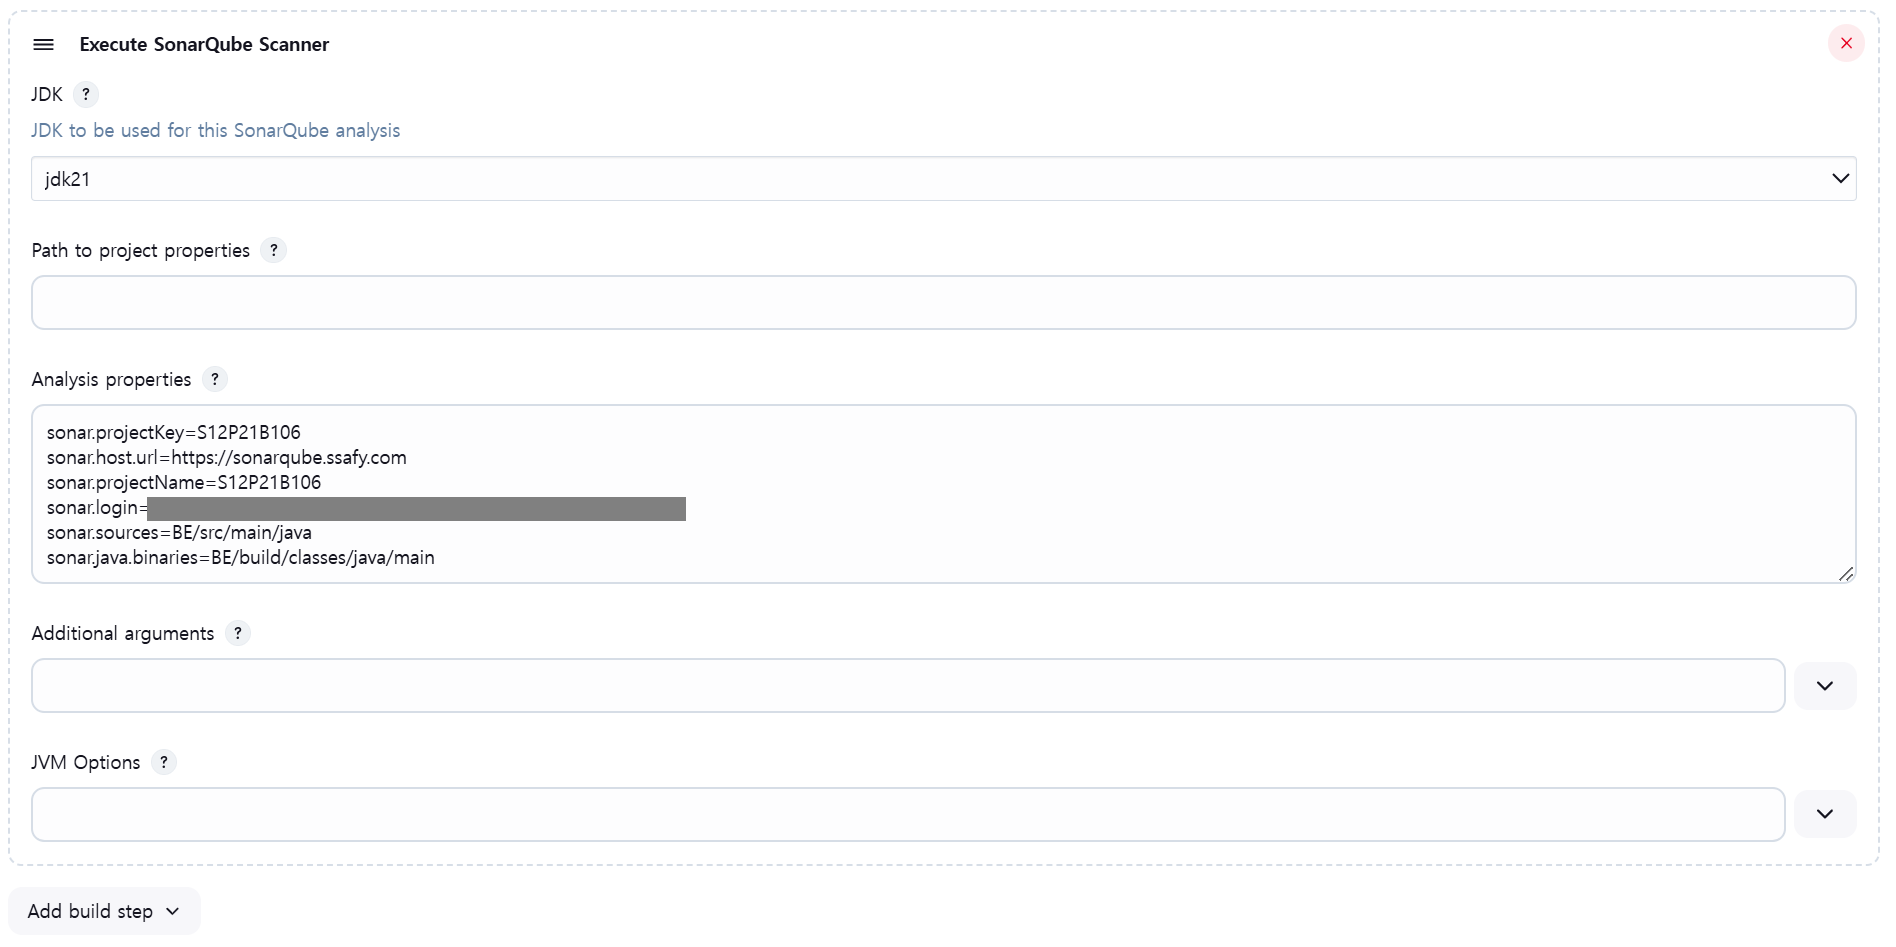 Execute SonarQube Scanner
JDK ?
JDK to be used for this SonarQube analysis
jdk21
Path to project properties ?
Analysis properties ?
sonar.projectKey=S12P21B106
sonar.host.url=https://sonarqube.ssafy.com
sonar.projectName=S12P21B106
sonar.login=
sonar.sources=BE/src/main/java
sonar.java.binaries=BE/build/classes/java/main
Additional arguments ?
JVM Options ?
Add build step